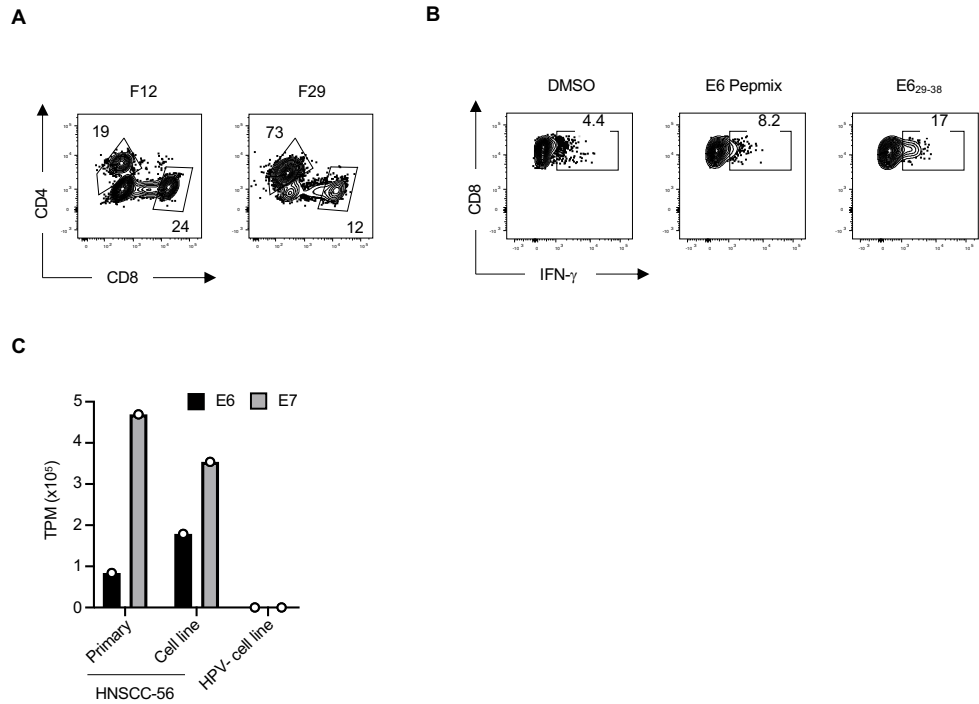 A
B
F12
F29
DMSO
E6 Pepmix
E6₂₉₋₃₈
19
24
73
12
4.4
8.2
17
CD4
CD8
CD8
IFN-γ
C
E6
E7
TPM (x10⁵)
5
4
3
2
1
0
Primary
Cell line
HPV- cell line
HNSCC-56